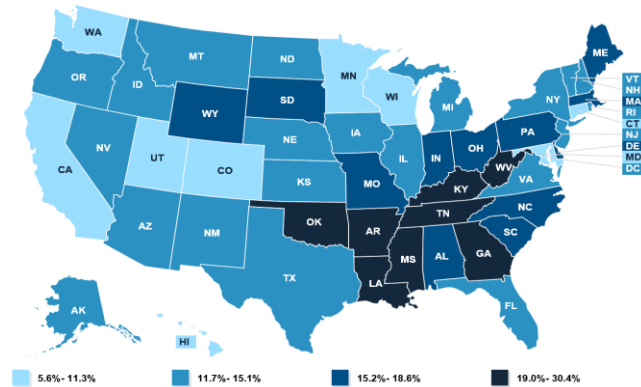 WA
MT
ND
MN
ME
OR
ID
WY
SD
WI
MI
NY
VT
NH
MA
RI
CT
NJ
DE
MD
DC
NV
UT
CO
NE
IA
IL
IN
OH
PA
CA
KS
MO
KY
WV
VA
AZ
NM
OK
AR
TN
NC
SC
TX
LA
MS
AL
GA
FL
AK
HI
5.6%- 11.3%
11.7%- 15.1%
15.2%- 18.6%
19.0%- 30.4%